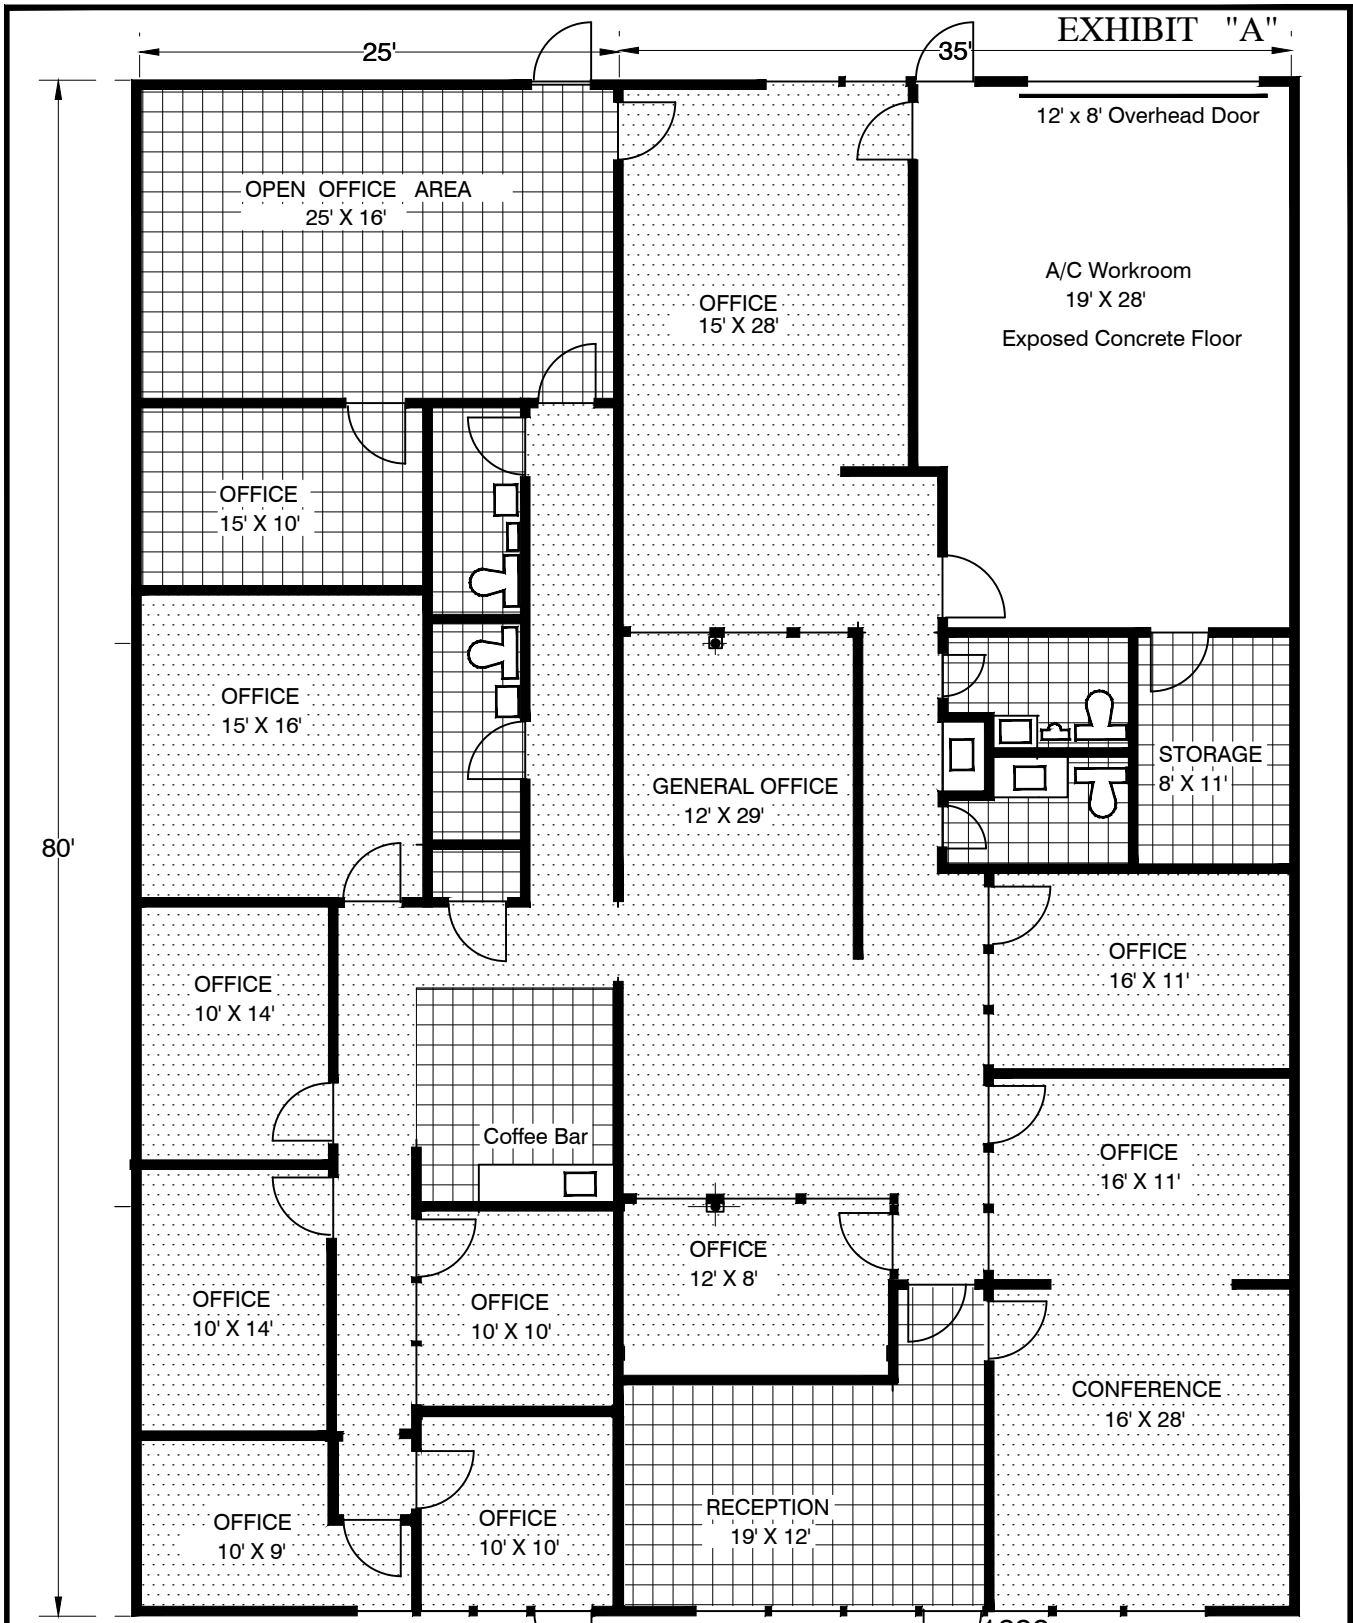 EXHIBIT "A"
25'
35'
12' x 8' Overhead Door
OPEN OFFICE AREA
25' X 16'
A/C Workroom
19' X 28'
Exposed Concrete Floor
OFFICE
15' X 28'
OFFICE
15' X 10'
OFFICE
15' X 16'
GENERAL OFFICE
12' X 29'
STORAGE
8' X 11'
80'
OFFICE
16' X 11'
OFFICE
10' X 14'
Coffee Bar
OFFICE
16' X 11'
OFFICE
12' X 8'
OFFICE
10' X 14'
OFFICE
10' X 10'
CONFERENCE
16' X 28'
RECEPTION
19' X 12'
OFFICE
10' X 9'
OFFICE
10' X 10'